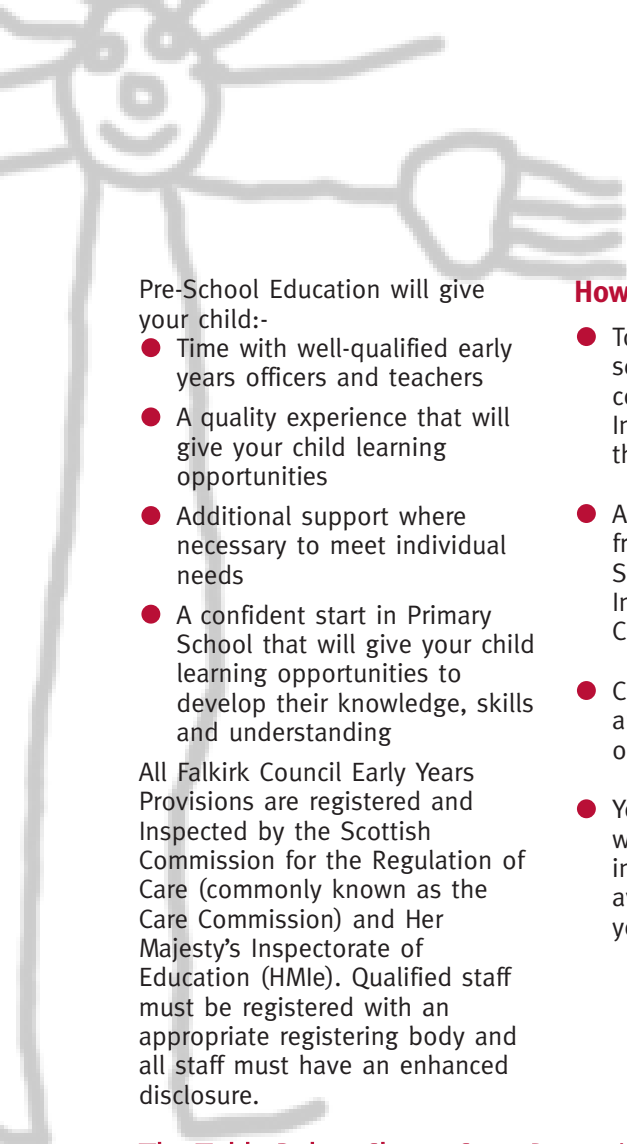 Pre-School Education will give
your child:-
● Time with well-qualified early
years officers and teachers
● A quality experience that will
give your child learning
opportunities
● Additional support where
necessary to meet individual
needs
● A confident start in Primary
School that will give your child
learning opportunities to
develop their knowledge, skills
and understanding
All Falkirk Council Early Years
Provisions are registered and
Inspected by the Scottish
Commission for the Regulation of
Care (commonly known as the
Care Commission) and Her
Majesty's Inspectorate of
Education (HMIe). Qualified staff
must be registered with an
appropriate registering body and
all staff must have an enhanced
disclosure.
How